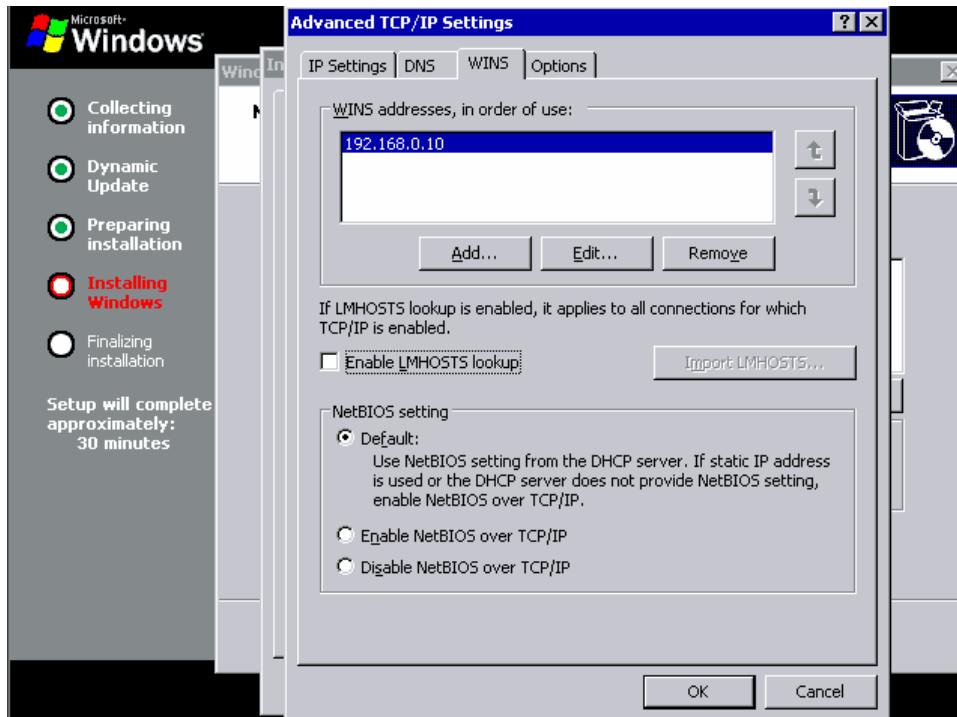 Microsoft
Windows
Collecting
information
Dynamic
Update
Preparing
installation
Installing
Windows
Finalizing
installation
Setup will complete
approximately:
30 minutes
Wind
In
Advanced TCP/IP Settings
IP Settings DNS WINS Options
WINS addresses, in order of use:
192.168.0.10
Add... Edit... Remove
If LMHOSTS lookup is enabled, it applies to all connections for which
TCP/IP is enabled.
Enable LMHOSTS lookup Import LMHOSTS...
NetBIOS setting
Default:
Use NetBIOS setting from the DHCP server. If static IP address
is used or the DHCP server does not provide NetBIOS setting,
enable NetBIOS over TCP/IP.
Enable NetBIOS over TCP/IP
Disable NetBIOS over TCP/IP
OK Cancel